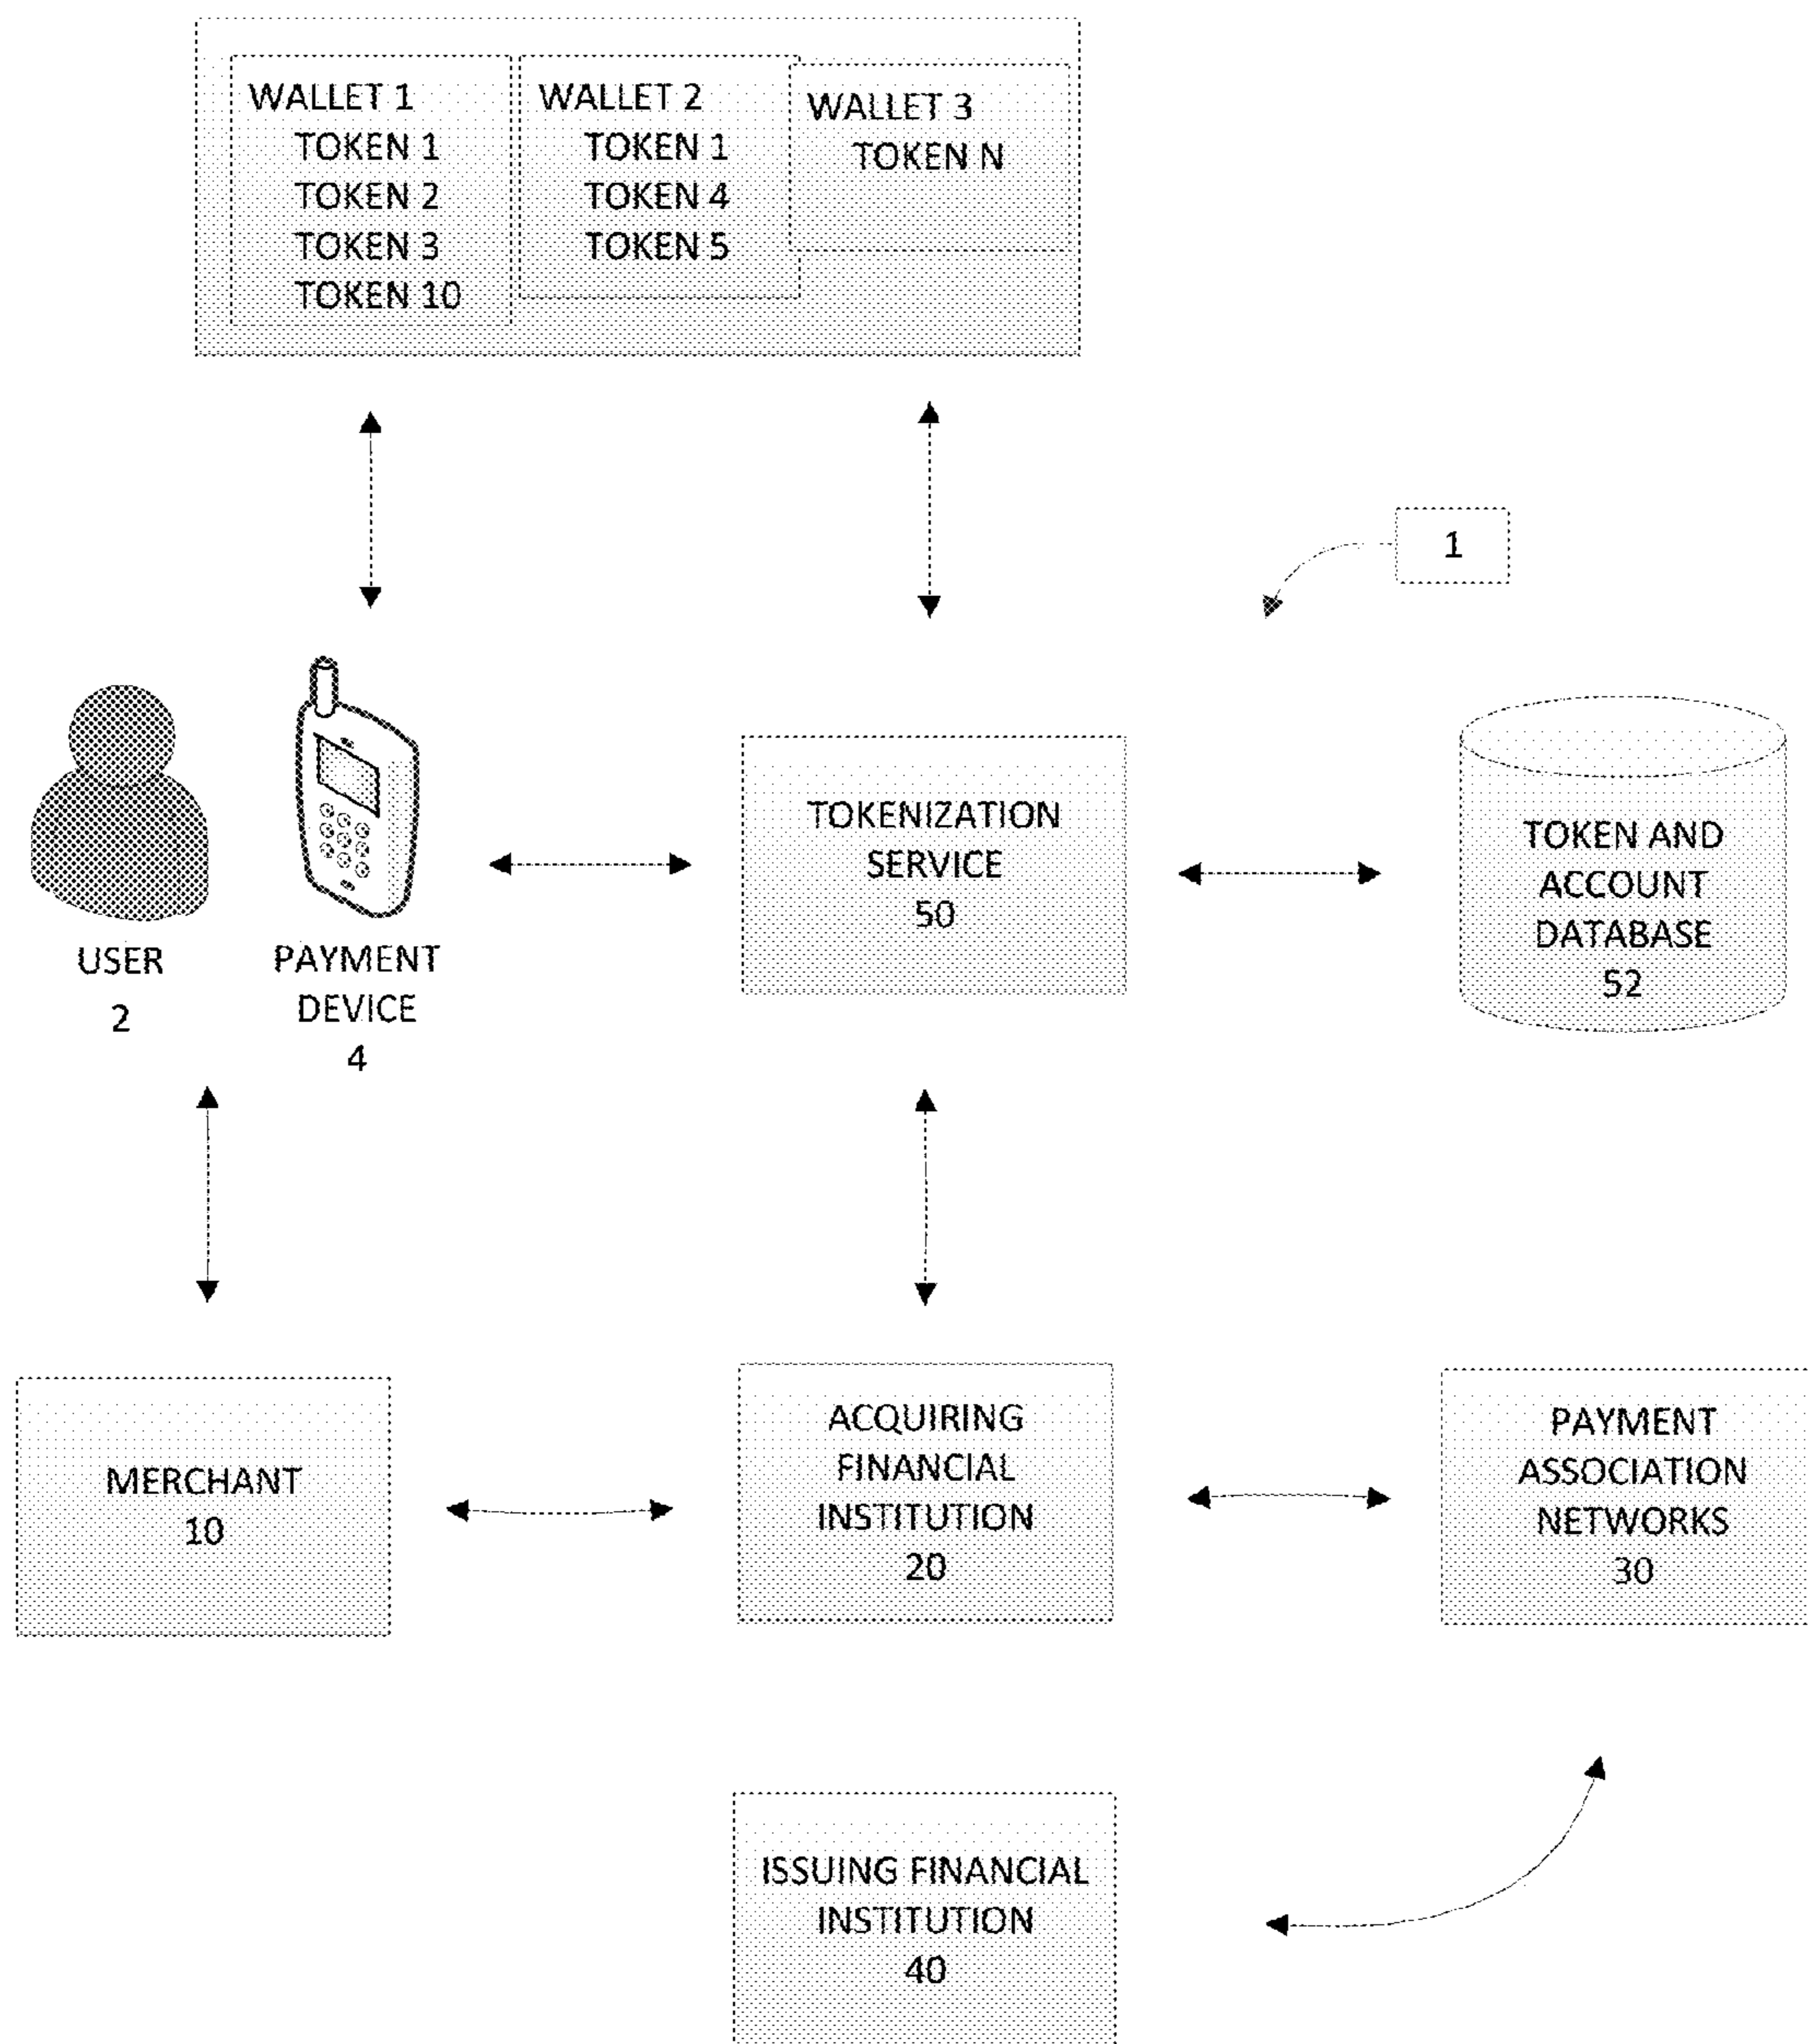 WALLET 1
TOKEN 1
TOKEN 2
TOKEN 3
TOKEN 10
WALLET 2
TOKEN 1
TOKEN 4
TOKEN 5
WALLET 3
TOKEN N
1
USER
2
PAYMENT
DEVICE
4
TOKENIZATION
SERVICE
50
TOKEN AND
ACCOUNT
DATABASE
52
MERCHANT
10
ACQUIRING
FINANCIAL
INSTITUTION
20
PAYMENT
ASSOCIATION
NETWORKS
30
ISSUING FINANCIAL
INSTITUTION
40